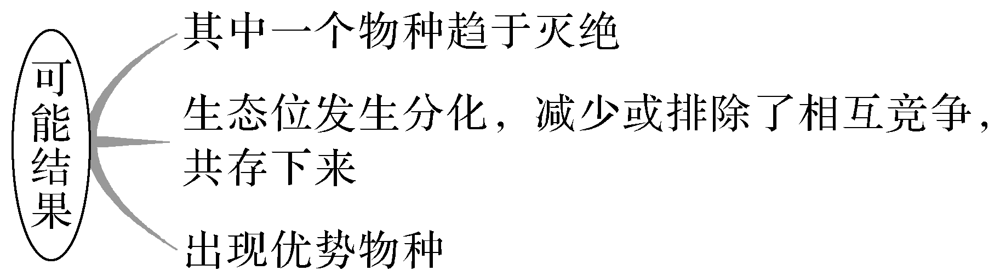 可能结果
其中一个物种趋于灭绝
生态位发生分化，减少或排除了相互竞争，
共存下来
出现优势物种